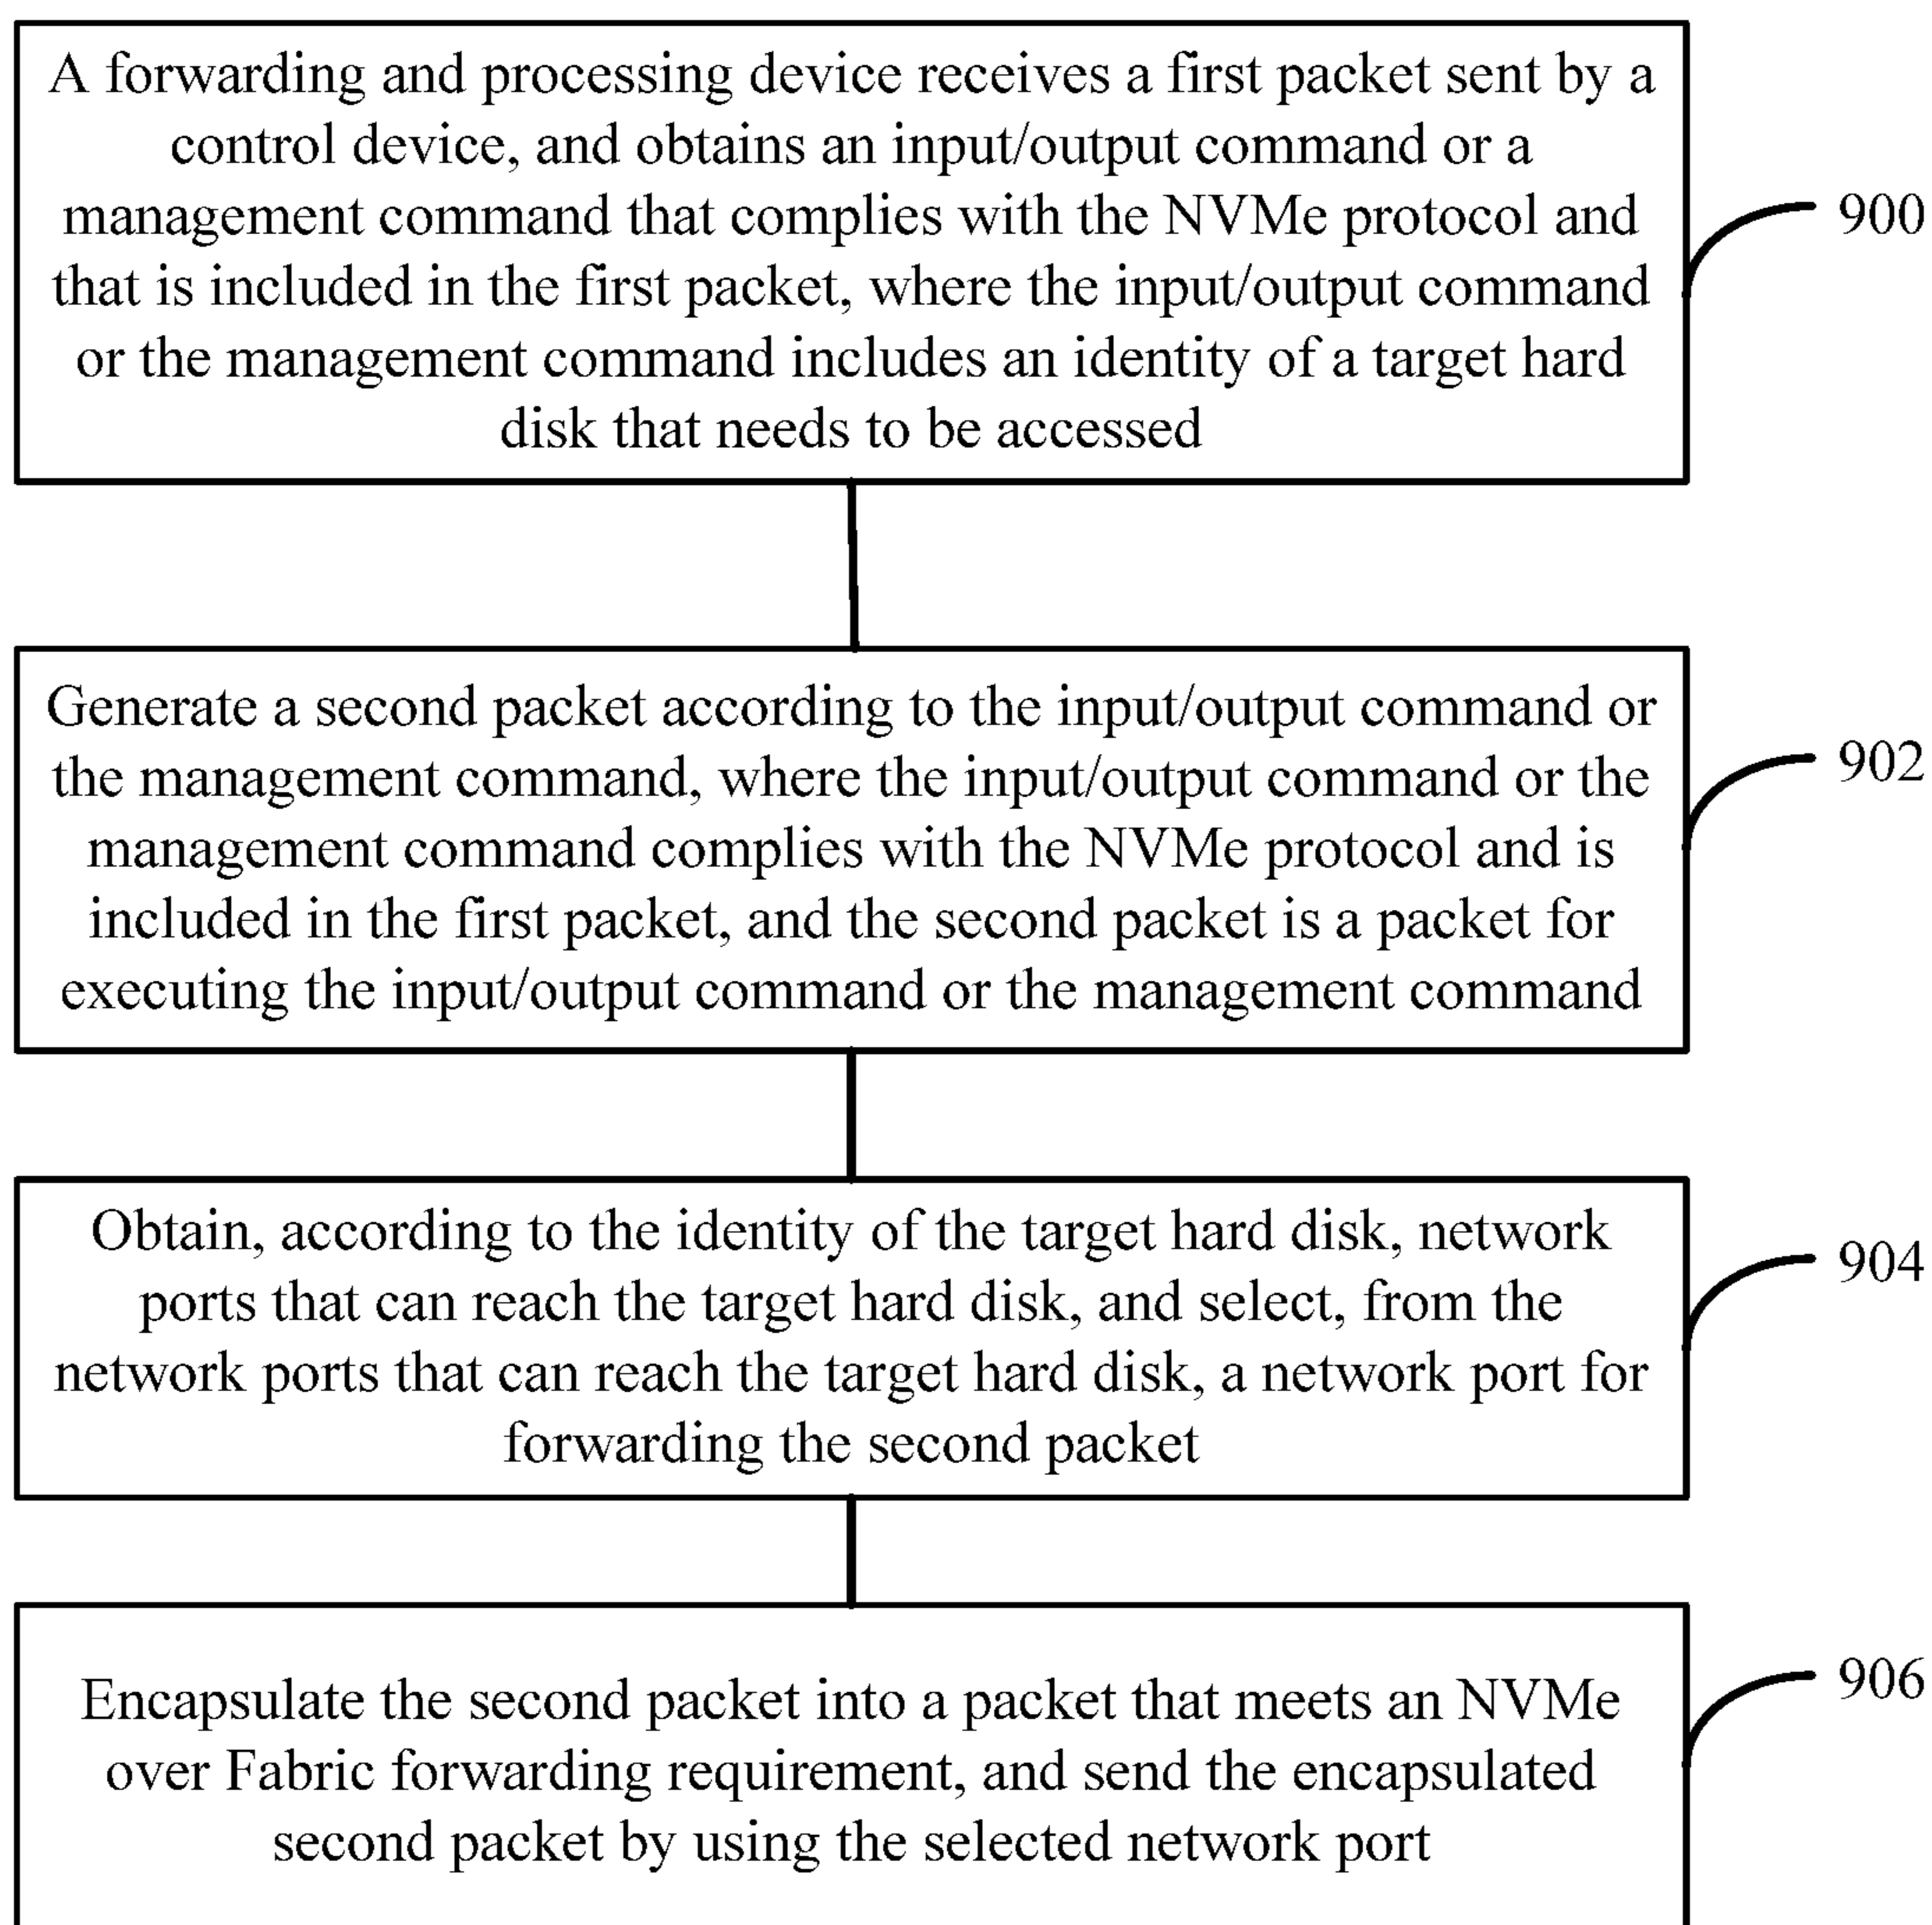 A forwarding and processing device receives a first packet sent by a
control device, and obtains an input/output command or a
management command that complies with the NVMe protocol and
that is included in the first packet, where the input/output command
or the management command includes an identity of a target hard
disk that needs to be accessed
900
Generate a second packet according to the input/output command or
the management command, where the input/output command or the
management command complies with the NVMe protocol and is
included in the first packet, and the second packet is a packet for
executing the input/output command or the management command
902
Obtain, according to the identity of the target hard disk, network
ports that can reach the target hard disk, and select, from the
network ports that can reach the target hard disk, a network port for
forwarding the second packet
904
Encapsulate the second packet into a packet that meets an NVMe
over Fabric forwarding requirement, and send the encapsulated
second packet by using the selected network port
906